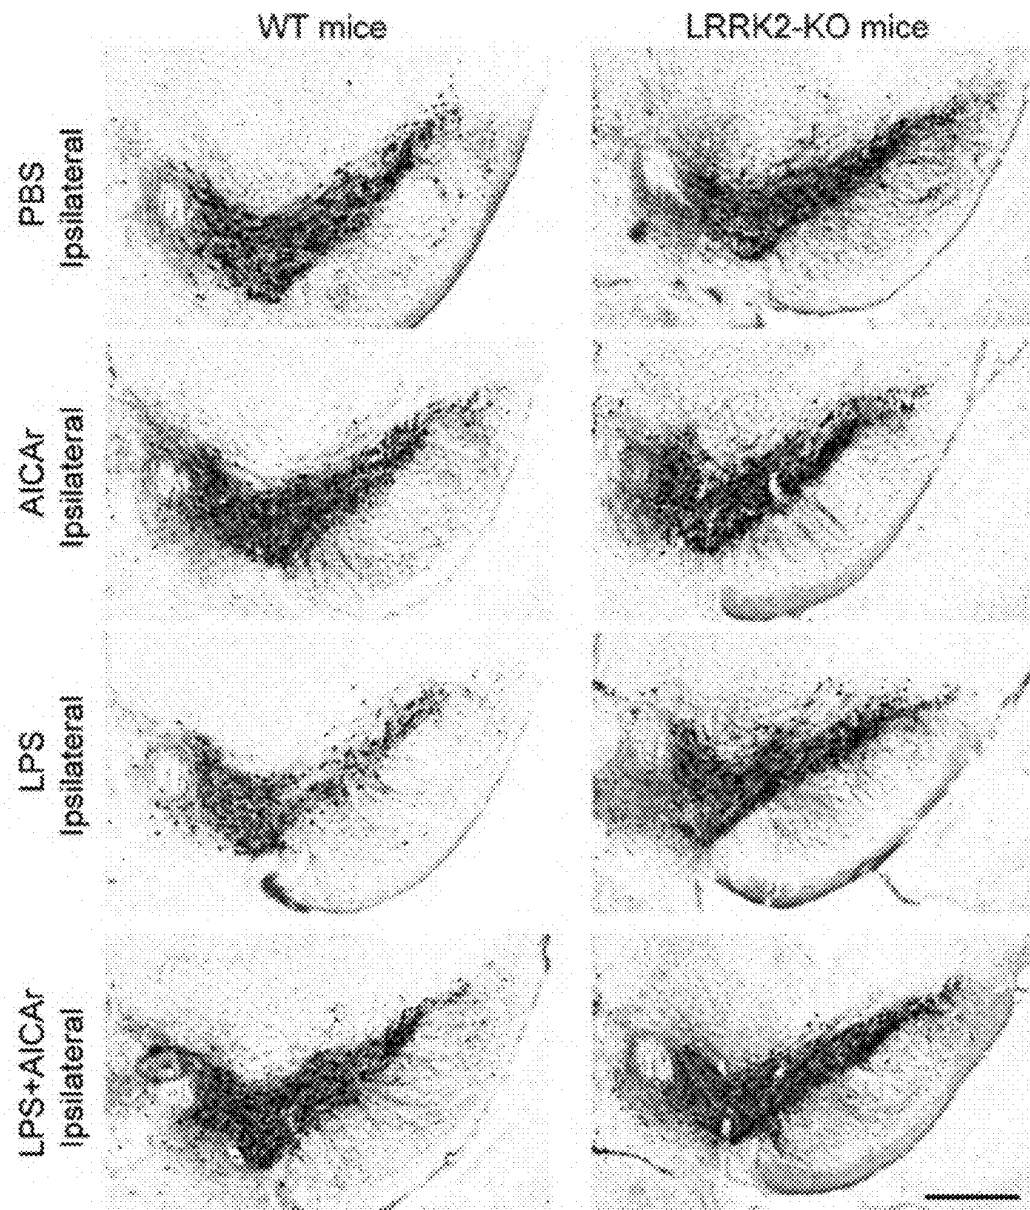 WT mice
LRRK2-KO mice
PBS
Ipsilateral
AICAr
Ipsilateral
LPS
Ipsilateral
LPS+AICAr
Ipsilateral